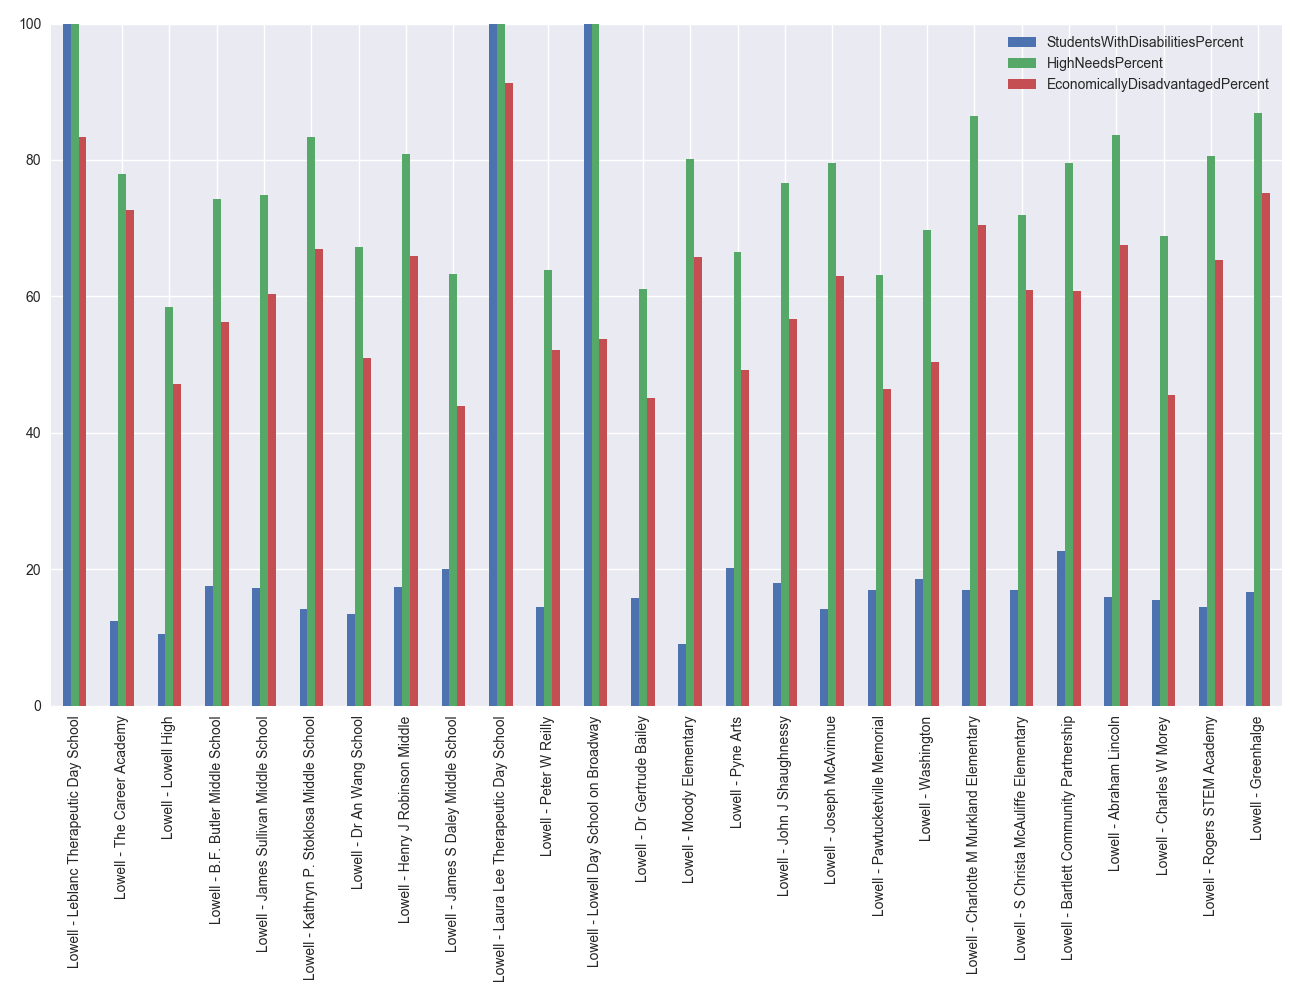 100
80
60
40
20
0
StudentsWithDisabilitiesPercent
HighNeedsPercent
EconomicallyDisadvantagedPercent
Lowell - Leblanc Therapeutic Day School
Lowell - The Career Academy
Lowell - Lowell High
Lowell - B.F. Butler Middle School
Lowell - James Sullivan Middle School
Lowell - Kathryn P. Stoklosa Middle School
Lowell - Dr An Wang School
Lowell - Henry J Robinson Middle
Lowell - James S Daley Middle School
Lowell - Laura Lee Therapeutic Day School
Lowell - Peter W Reilly
Lowell - Lowell Day School on Broadway
Lowell - Dr Gertrude Bailey
Lowell - Moody Elementary
Lowell - Pyne Arts
Lowell - John J Shaughnessy
Lowell - Joseph McAvinnue
Lowell - Pawtucketville Memorial
Lowell - Washington
Lowell - Charlotte M Murkland Elementary
Lowell - S Christa McAuliffe Elementary
Lowell - Bartlett Community Partnership
Lowell - Abraham Lincoln
Lowell - Charles W Morey
Lowell - Rogers STEM Academy
Lowell - Greenhalge